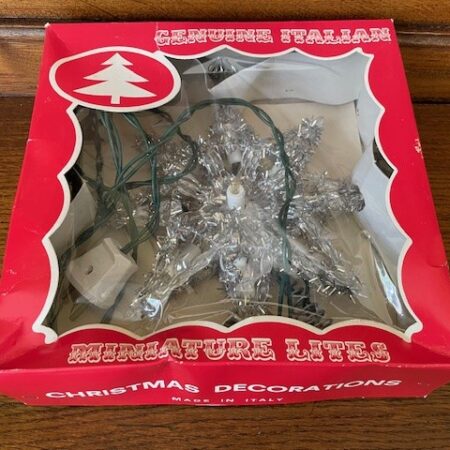 GENUINE ITALIAN
MINIATURE LITES
CHRISTMAS DECORATIONS
MADE IN ITALY